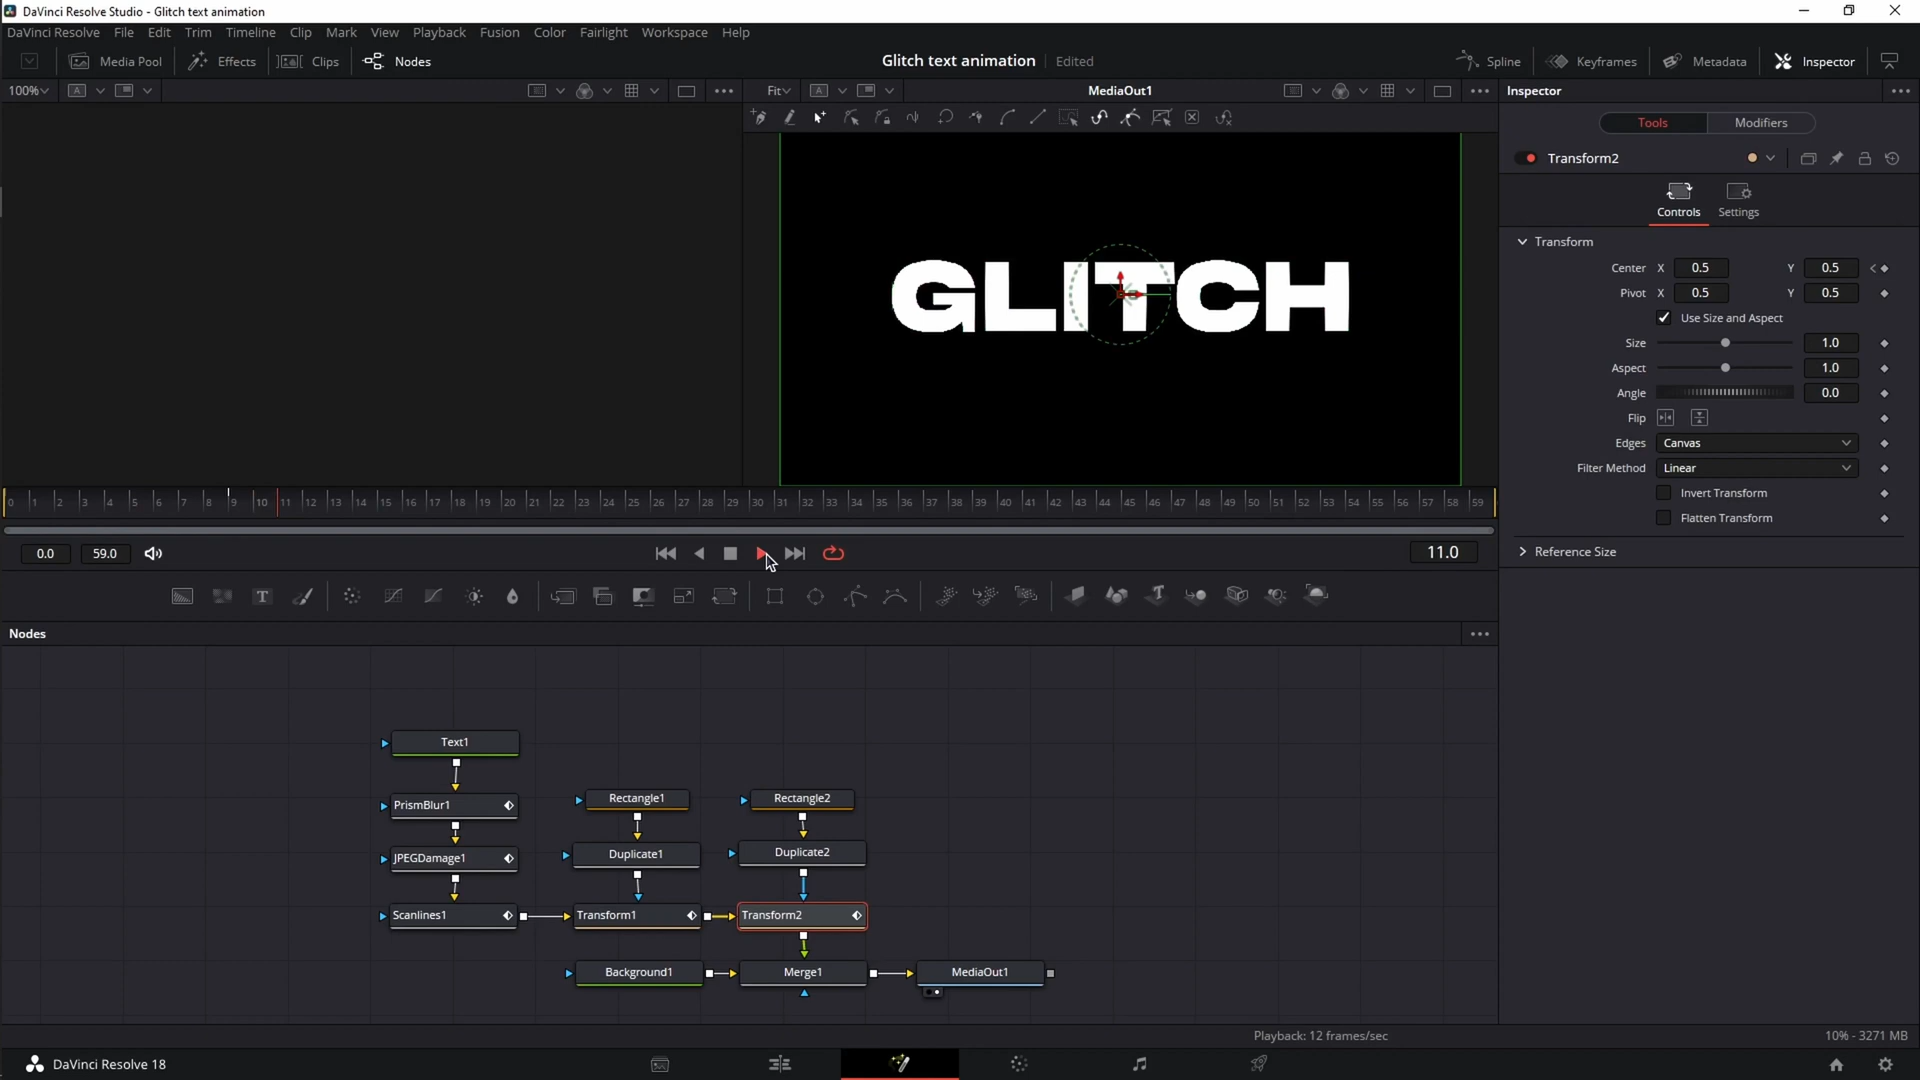 DaVinci Resolve Studio - Glitch text animation
DaVinci Resolve File Edit Trim Timeline Clip Mark View Playback Fusion Color Fairlight Workspace Help
Media Pool Effects Clips Nodes Glitch text animation Edited Spline Keyframes Metadata Inspector
100% A Fit A MediaOut1 Inspector
Tools Modifiers
Transform2
Controls Settings
Transform
Center X 0.5 Y 0.5
Pivot X 0.5 Y 0.5
Use Size and Aspect
Size 1.0
Aspect 1.0
Angle 0.0
Flip
Edges Canvas
Filter Method Linear
Invert Transform
Flatten Transform
Reference Size
GLITCH
0 1 2 3 4 5 6 7 8 9 10 11 12 13 14 15 16 17 18 19 20 21 22 23 24 25 26 27 28 29 30 31 32 33 34 35 36 37 38 39 40 41 42 43 44 45 46 47 48 49 50 51 52 53 54 55 56 57 58 59
0.0 59.0 11.0
T T
Nodes
Text1
PrismBlur1 Rectangle1 Rectangle2
JPEGDamage1 Duplicate1 Duplicate2
Scanlines1 Transform1 Transform2
Background1 Merge1 MediaOut1
Playback: 12 frames/sec 10% - 3271 MB
DaVinci Resolve 18